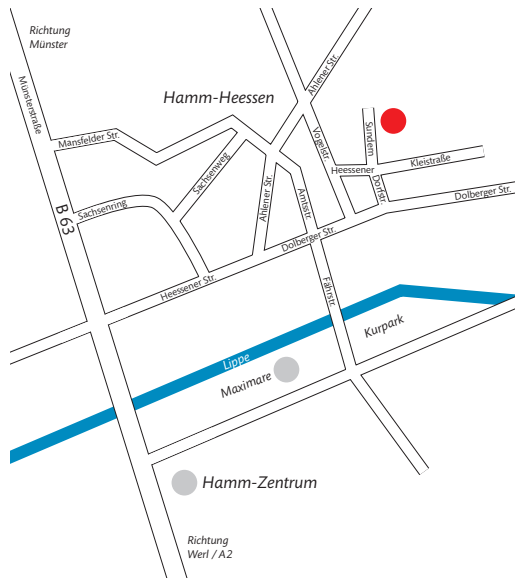 Richtung
Münster
Ahlener Str.
Münsterstraße
Hamm-Heessen
Mansfelder Str.
Vogelstr.
Sundern
Sachsenweg
Heessener
Kleistraße
Dorfstr.
Dolberger Str.
Ahlener Str.
Amtsstr.
B 63
Sachsenring
Dolberger Str.
Heessener Str.
Fährstr.
Kurpark
Lippe
Maximare
Hamm-Zentrum
Richtung
Werl / A2